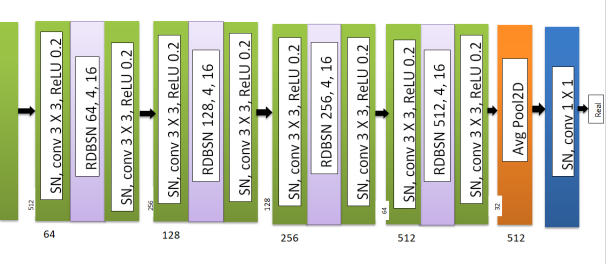 SN, conv 3 X 3, ReLU 0.2
RDBSN 64, 4, 16
SN, conv 3 X 3, ReLU 0.2
SN, conv 3 X 3, ReLU 0.2
RDBSN 128, 4, 16
SN, conv 3 X 3, ReLU 0.2
SN, conv 3 X 3, ReLU 0.2
RDBSN 256, 4, 16
SN, conv 3 X 3, ReLU 0.2
SN, conv 3 X 3, ReLU 0.2
RDBSN 512, 4, 16
SN, conv 3 X 3, ReLU 0.2
Avg Pool2D
SN, conv 1 X 1
Real
512
256
128
64
32
64
128
256
512
512